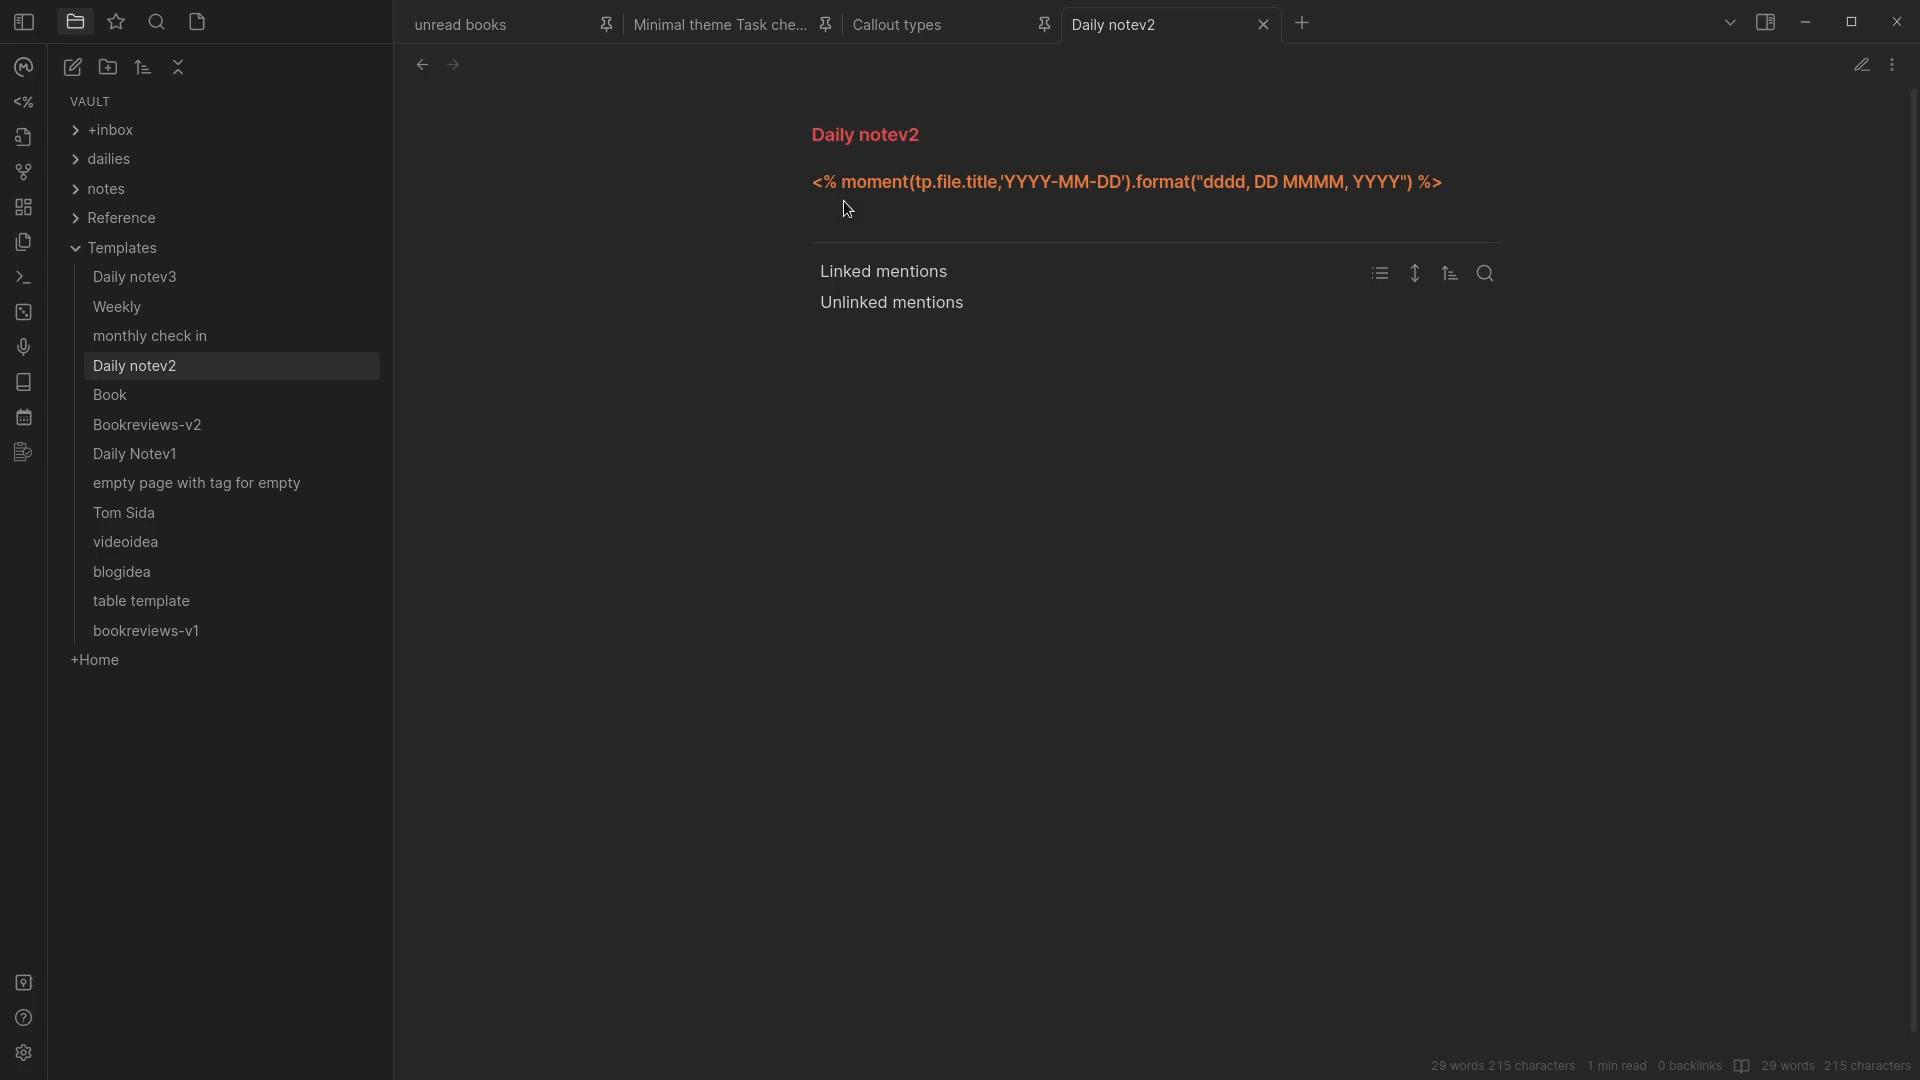 unread books
Minimal theme Task che...
Callout types
Daily notev2
<%
VAULT
+inbox
dailies
notes
Reference
Templates
Daily notev3
Weekly
monthly check in
Daily notev2
Book
Bookreviews-v2
Daily Notev1
empty page with tag for empty
Tom Sida
videoidea
blogidea
table template
bookreviews-v1
+Home
Daily notev2
<% moment(tp.file.title,'YYYY-MM-DD').format("dddd, DD MMMM, YYYY") %>
Linked mentions
Unlinked mentions
29 words 215 characters 1 min read 0 backlinks 29 words 215 characters